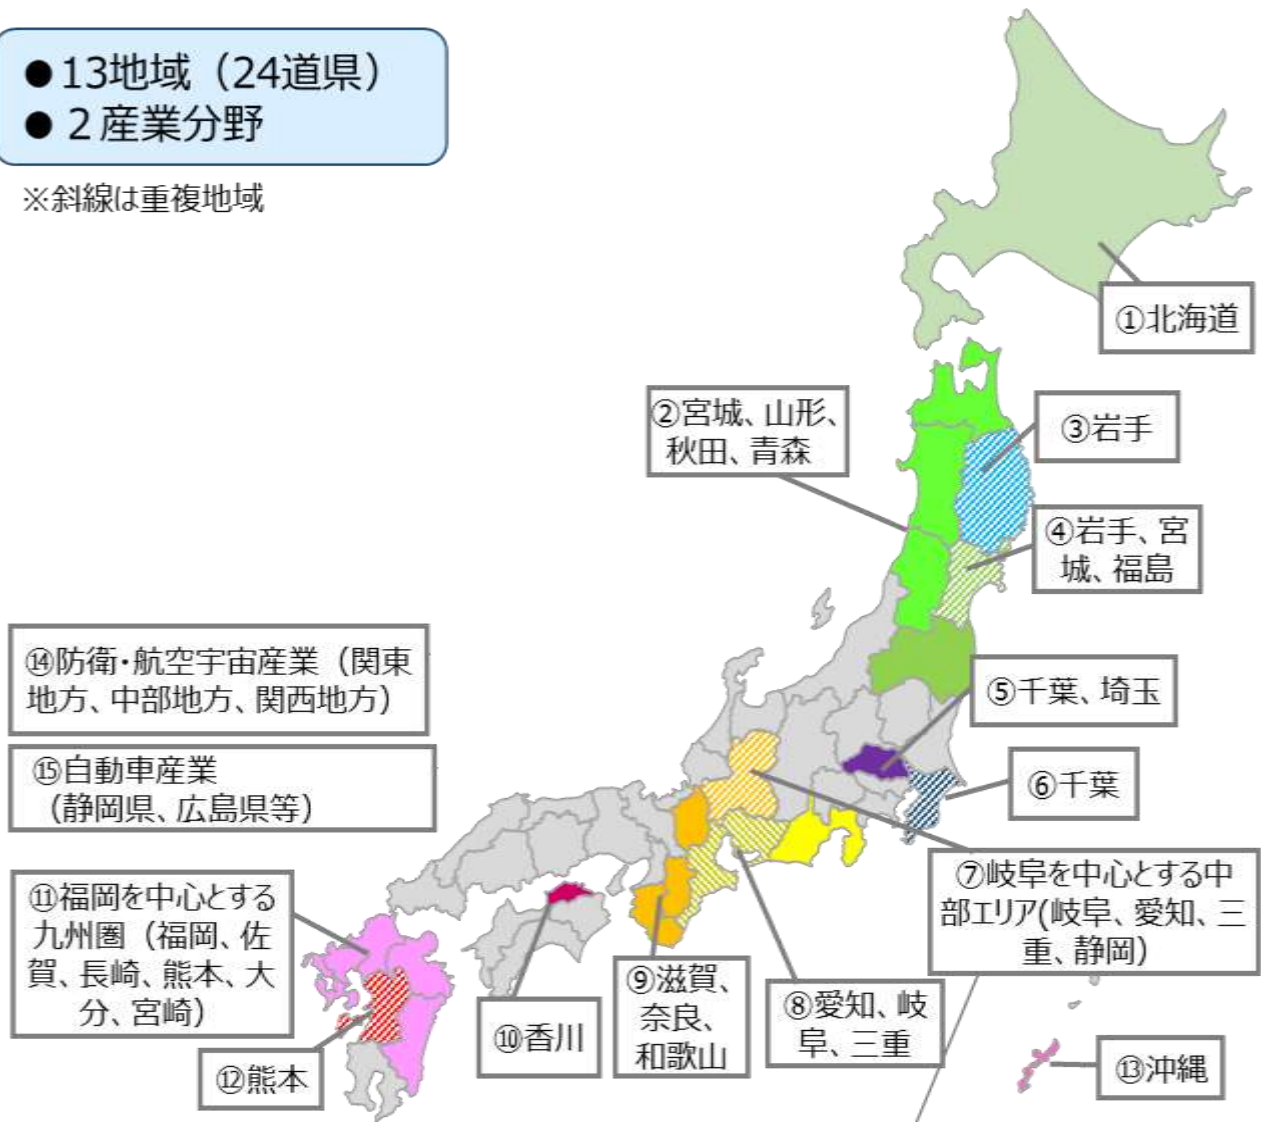 ●13地域（24道県）
●２産業分野
※斜線は重複地域
①北海道
②宮城、山形、
秋田、青森
③岩手
④岩手、宮
城、福島
⑤千葉、埼玉
⑥千葉
⑦岐阜を中心とする中
部エリア(岐阜、愛知、三
重、静岡）
⑭防衛・航空宇宙産業（関東
地方、中部地方、関西地方）
⑮自動車産業
（静岡県、広島県等）
⑪福岡を中心とする
九州圏（福岡、佐
賀、長崎、熊本、大
分、宮崎）
⑫熊本
⑩香川
⑨滋賀、
奈良、
和歌山
⑧愛知、岐
阜、三重
⑬沖縄